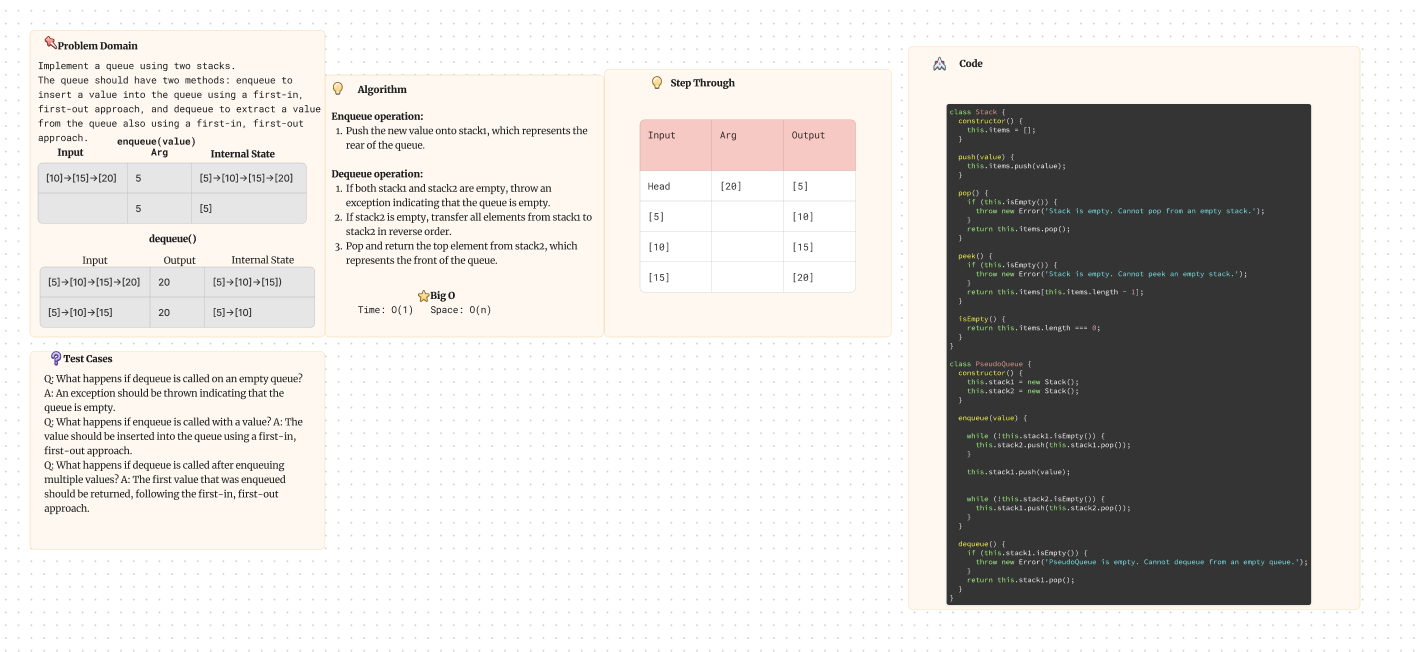 Problem Domain
Implement a queue using two stacks.
The queue should have two methods: enqueue to
insert a value into the queue using a first-in,
first-out approach, and dequeue to extract a value
from the queue also using a first-in, first-out
approach.
enqueue(value)
Input Arg Internal State
[10]→[15]→[20] 5 [5]→[10]→[15]→[20]
5 [5]
dequeue()
Input Output Internal State
[5]→[10]→[15]→[20] 20 [5]→[10]→[15])
[5]→[10]→[15] 20 [5]→[10]
Test Cases
Q: What happens if dequeue is called on an empty queue?
A: An exception should be thrown indicating that the
queue is empty.
Q: What happens if enqueue is called with a value? A: The
value should be inserted into the queue using a first-in,
first-out approach.
Q: What happens if dequeue is called after enqueuing
multiple values? A: The first value that was enqueued
should be returned, following the first-in, first-out
approach.
Algorithm
Enqueue operation:
1. Push the new value onto stack1, which represents the
rear of the queue.
Dequeue operation:
1. If both stack1 and stack2 are empty, throw an
exception indicating that the queue is empty.
2. If stack2 is empty, transfer all elements from stack1 to
stack2 in reverse order.
3. Pop and return the top element from stack2, which
represents the front of the queue.
Big O
Time: O(1) Space: O(n)
Step Through
Input Arg Output
Head [20] [5]
[5] [10]
[10] [15]
[15] [20]
Code
class Stack {
constructor() {
this.items = [];
}
push(value) {
this.items.push(value);
}
pop() {
if (this.isEmpty()) {
throw new Error('Stack is empty. Cannot pop from an empty stack.');
}
return this.items.pop();
}
peek() {
if (this.isEmpty()) {
throw new Error('Stack is empty. Cannot peek an empty stack.');
}
return this.items[this.items.length - 1];
}
isEmpty() {
return this.items.length === 0;
}
}
class PseudoQueue {
constructor() {
this.stack1 = new Stack();
this.stack2 = new Stack();
}
enqueue(value) {
while (!this.stack1.isEmpty()) {
this.stack2.push(this.stack1.pop());
}
this.stack1.push(value);
while (!this.stack2.isEmpty()) {
this.stack1.push(this.stack2.pop());
}
}
dequeue() {
if (this.stack1.isEmpty()) {
throw new Error('PseudoQueue is empty. Cannot dequeue from an empty queue.');
}
return this.stack1.pop();
}
}